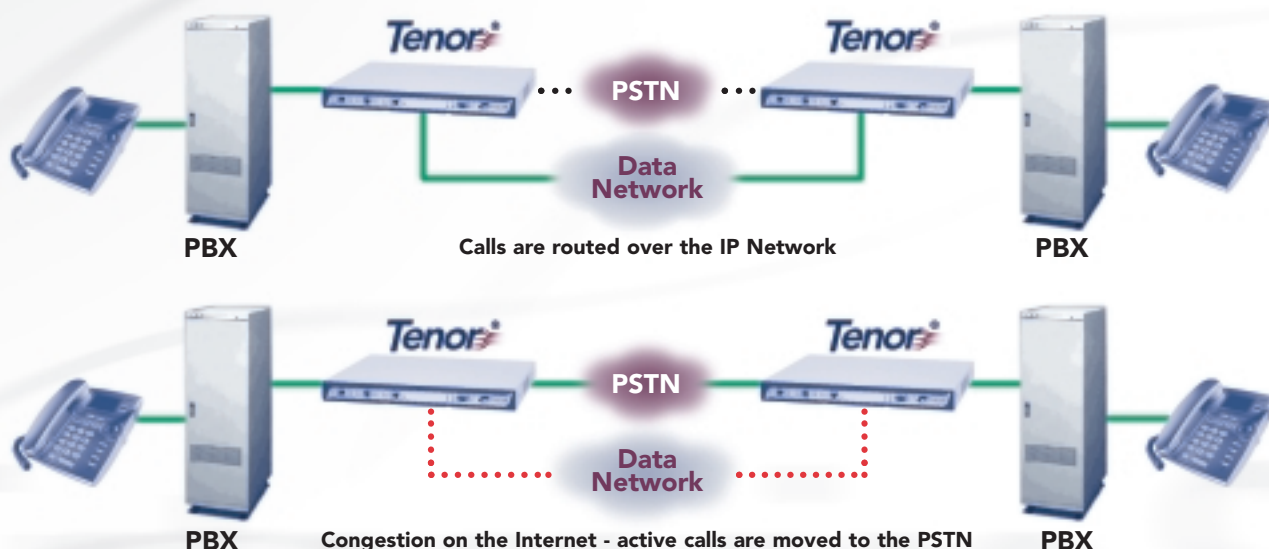 Tenor Tenor
PSTN
Data
Network
PBX Calls are routed over the IP Network PBX
Tenor Tenor
PSTN
Data
Network
PBX Congestion on the Internet - active calls are moved to the PSTN PBX